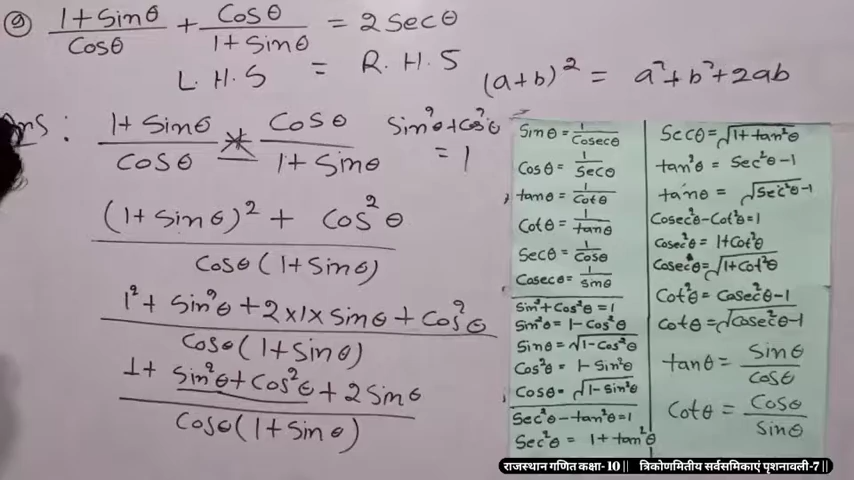 ⑨ (1+Sinθ)/Cosθ + Cosθ/(1+Sinθ) = 2Secθ
L.H.S = R.H.S
(a+b)² = a²+b²+2ab
Ans : (1+Sinθ)/Cosθ + Cosθ/(1+Sinθ)
Sin²θ+Cos²θ
= 1
((1+Sinθ)² + Cos²θ)/(Cosθ(1+Sinθ))
(1²+Sin²θ+2×1×Sinθ+Cos²θ)/(Cosθ(1+Sinθ))
(1+Sin²θ+Cos²θ+2Sinθ)/(Cosθ(1+Sinθ))
Sinθ = 1/Cosecθ
Cosθ = 1/Secθ
tanθ = 1/Cotθ
Cotθ = 1/tanθ
Secθ = 1/Cosθ
Cosecθ = 1/Sinθ
Sin²+Cos²θ=1
Sin²θ=1-Cos²θ
Sinθ=√1-Cos²θ
Cos²θ=1-Sin²θ
Cosθ=√1-Sin²θ
Sec²θ-tan²θ=1
Sec²θ = 1+tan²θ
Secθ=√1+tan²θ
tan²θ = Sec²θ-1
tanθ = √Sec²θ-1
Cosec²θ-Cot²θ=1
Cosec²θ = 1+Cot²θ
Cosecθ=√1+Cot²θ
Cot²θ = Cosec²θ-1
Cotθ=√Cosec²θ-1
tanθ = Sinθ/Cosθ
Cotθ = Cosθ/Sinθ
राजस्थान गणित कक्षा- 10 || त्रिकोणमितीय सर्वसमिकाएं पृशनावली-7 ||